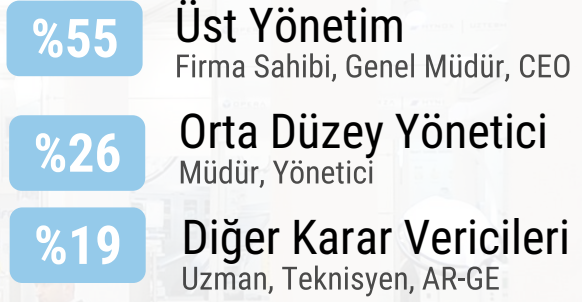 %55
Üst Yönetim
Firma Sahibi, Genel Müdür, CEO
%26
Orta Düzey Yönetici
Müdür, Yönetici
%19
Diğer Karar Vericileri
Uzman, Teknisyen, AR-GE